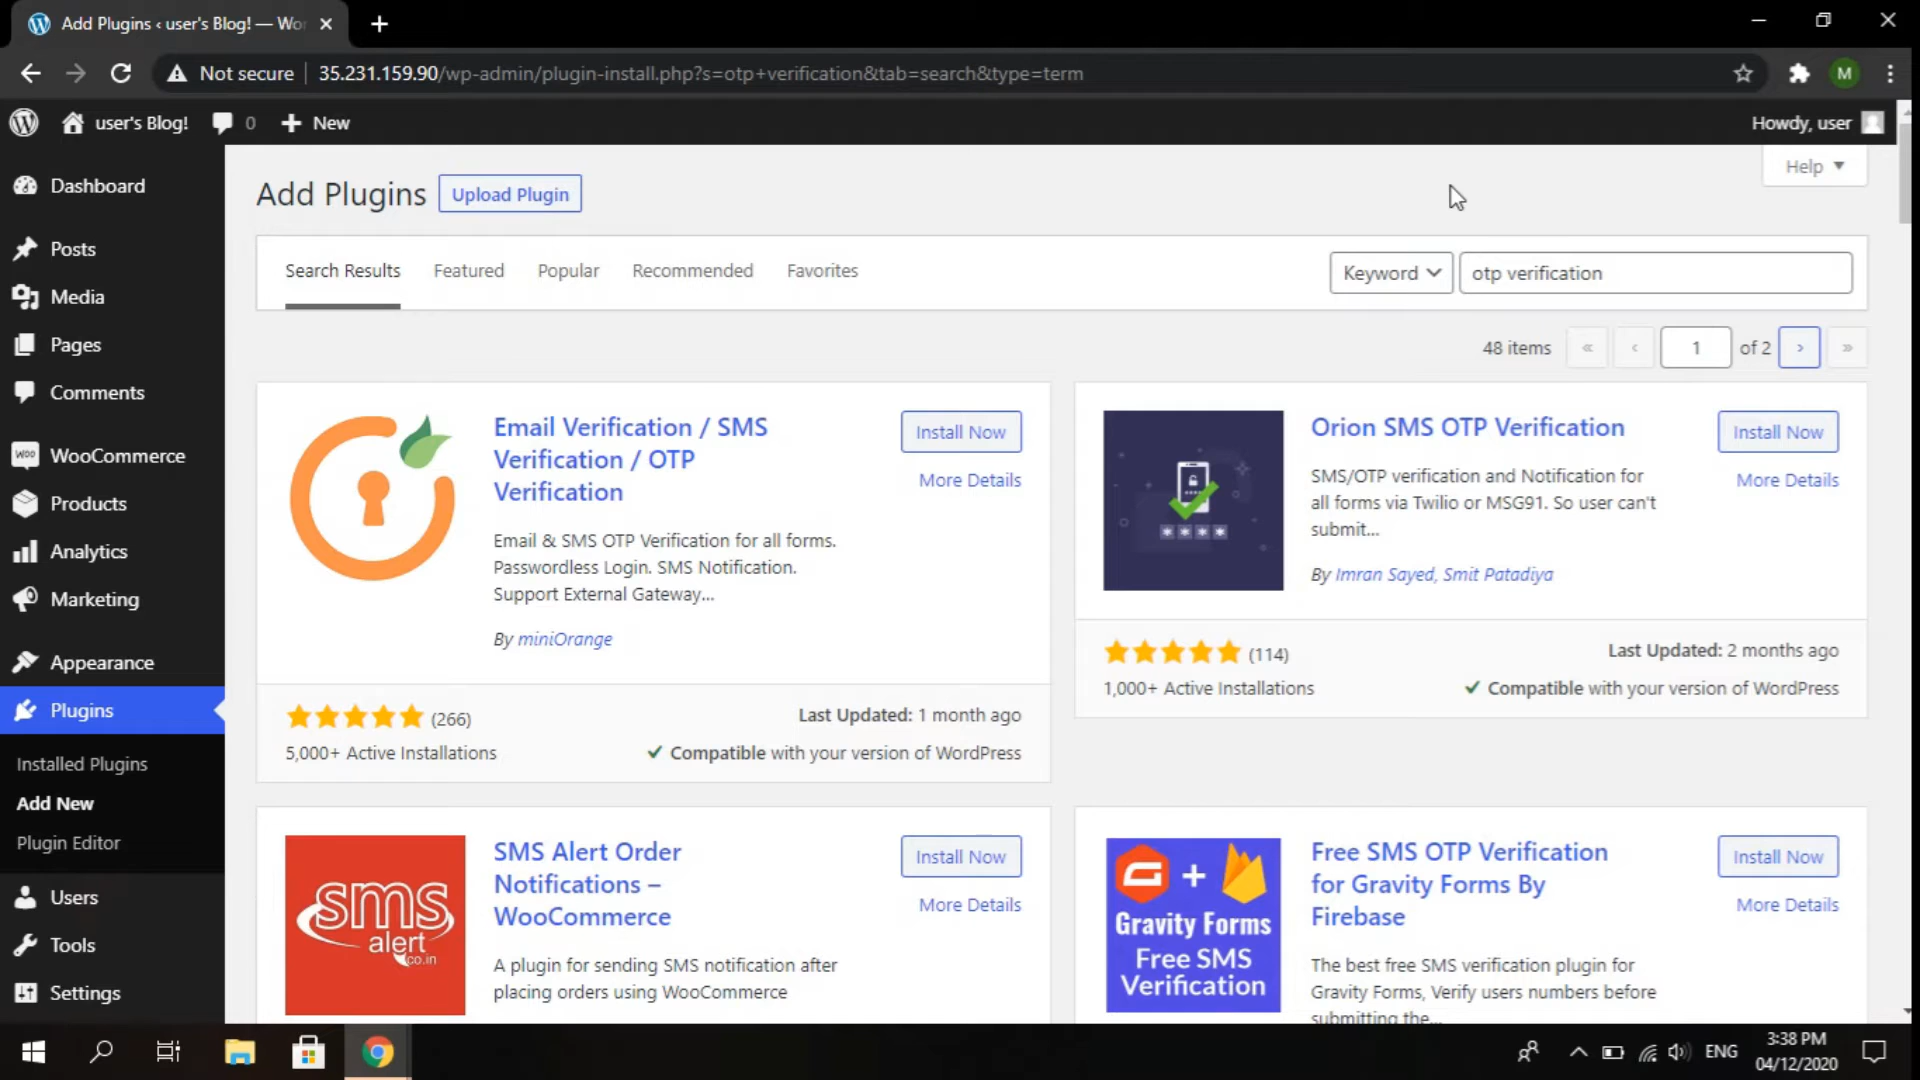 Add Plugins ‹ user's Blog! — Wo
Not secure
35.231.159.90/wp-admin/plugin-install.php?s=otp+verification&tab=search&type=term
M
user's Blog!
0
New
Howdy, user
Dashboard
Posts
Media
Pages
Comments
WOO
WooCommerce
Products
Analytics
Marketing
Appearance
Plugins
Installed Plugins
Add New
Plugin Editor
Users
Tools
Settings
Help
Add Plugins
Upload Plugin
Search Results
Featured
Popular
Recommended
Favorites
Keyword
otp verification
48 items
«
‹
1
of 2
›
»
Email Verification / SMS
Verification / OTP
Verification
Install Now
More Details
Email & SMS OTP Verification for all forms.
Passwordless Login. SMS Notification.
Support External Gateway...
By miniOrange
(266)
5,000+ Active Installations
Last Updated: 1 month ago
Compatible with your version of WordPress
Orion SMS OTP Verification
Install Now
More Details
SMS/OTP verification and Notification for
all forms via Twilio or MSG91. So user can't
submit...
By Imran Sayed, Smit Patadiya
(114)
1,000+ Active Installations
Last Updated: 2 months ago
Compatible with your version of WordPress
sms
alert
co.in
SMS Alert Order
Notifications –
WooCommerce
Install Now
More Details
A plugin for sending SMS notification after
placing orders using WooCommerce
G +
Gravity Forms
Free SMS
Verification
Free SMS OTP Verification
for Gravity Forms By
Firebase
Install Now
More Details
The best free SMS verification plugin for
Gravity Forms, Verify users numbers before
submitting the...
ENG
3:38 PM
04/12/2020